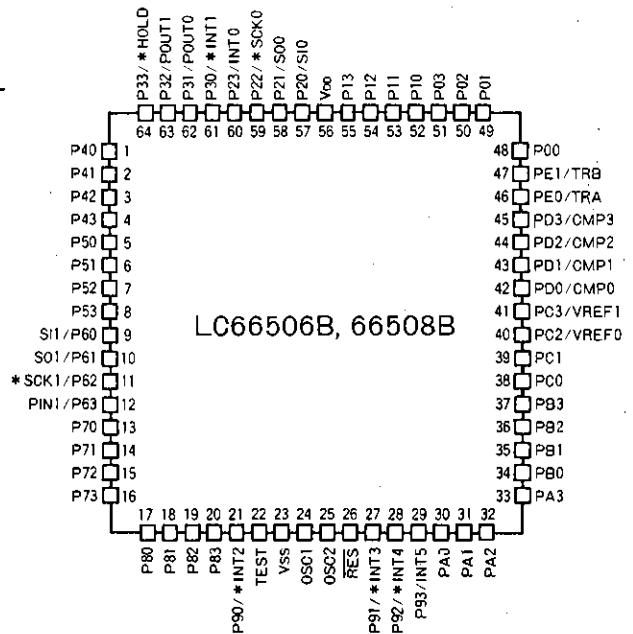 P33/*HOLD
P32/POUT1
P31/POUT0
P30/*INT1
P23/INT0
P22/*SCK0
P21/SO0
P20/SI0
VDD
P13
P12
P11
P10
P03
P02
P01
64 63 62 61 60 59 58 57 56 55 54 53 52 51 50 49
P40 1
P41 2
P42 3
P43 4
P50 5
P51 6
P52 7
P53 8
SI1/P60 9
SO1/P61 10
*SCK1/P62 11
PIN1/P63 12
P70 13
P71 14
P72 15
P73 16
LC66506B, 66508B
48 P00
47 PE1/TRB
46 PE0/TRA
45 PD3/CMP3
44 PD2/CMP2
43 PD1/CMP1
42 PD0/CMP0
41 PC3/VREF1
40 PC2/VREF0
39 PC1
38 PC0
37 PB3
36 PB2
35 PB1
34 PB0
33 PA3
17 18 19 20 21 22 23 24 25 26 27 28 29 30 31 32
P80
P81
P82
P83
P90/*INT2
TEST
VSS
OSC1
OSC2
RES
P91/*INT3
P92/*INT4
P93/INT5
PA0
PA1
PA2